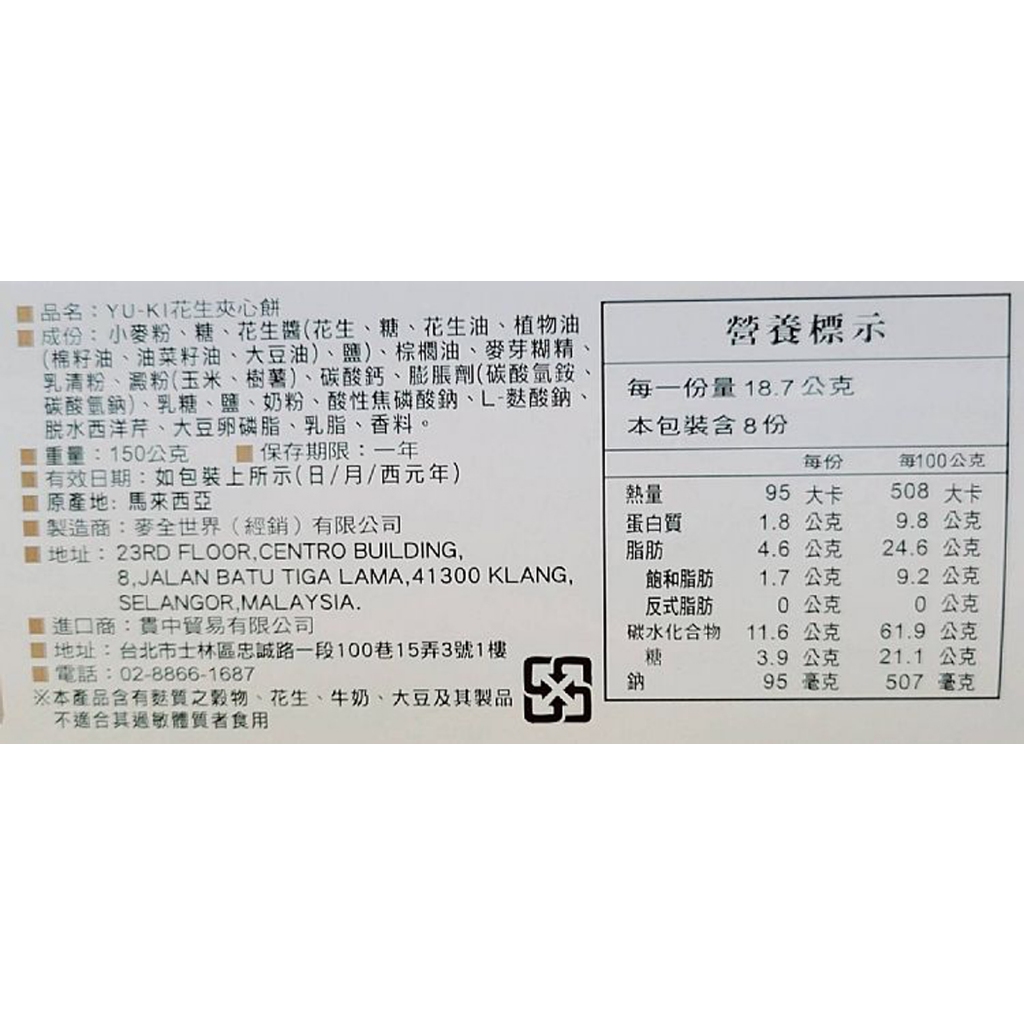 品名：YU-KI花生夾心餅
成份：小麥粉、糖、花生醬(花生、糖、花生油、植物油
(棉籽油、油菜籽油、大豆油)、鹽)、棕櫚油、麥芽糊精、
乳清粉、澱粉(玉米、樹薯)、碳酸鈣、膨脹劑(碳酸氫銨、
碳酸氫鈉)、乳糖、鹽、奶粉、酸性焦磷酸鈉、L-麩酸鈉、
脫水西洋芹、大豆卵磷脂、乳脂、香料。
重量：150公克 保存期限：一年
有效日期：如包裝上所示(日/月/西元年)
原產地: 馬來西亞
製造商：麥全世界（經銷）有限公司
地址：23RD FLOOR,CENTRO BUILDING,
8,JALAN BATU TIGA LAMA,41300 KLANG,
SELANGOR,MALAYSIA.
進口商：貴中貿易有限公司
地址：台北市士林區忠誠路一段100巷15弄3號1樓
電話：02-8866-1687
※本產品含有麩質之穀物、花生、牛奶、大豆及其製品
不適合其過敏體質者食用
營養標示
每一份量 18.7 公克
本包裝含 8 份
每份 每100公克
熱量 95 大卡 508 大卡
蛋白質 1.8 公克 9.8 公克
脂肪 4.6 公克 24.6 公克
飽和脂肪 1.7 公克 9.2 公克
反式脂肪 0 公克 0 公克
碳水化合物 11.6 公克 61.9 公克
糖 3.9 公克 21.1 公克
鈉 95 毫克 507 毫克